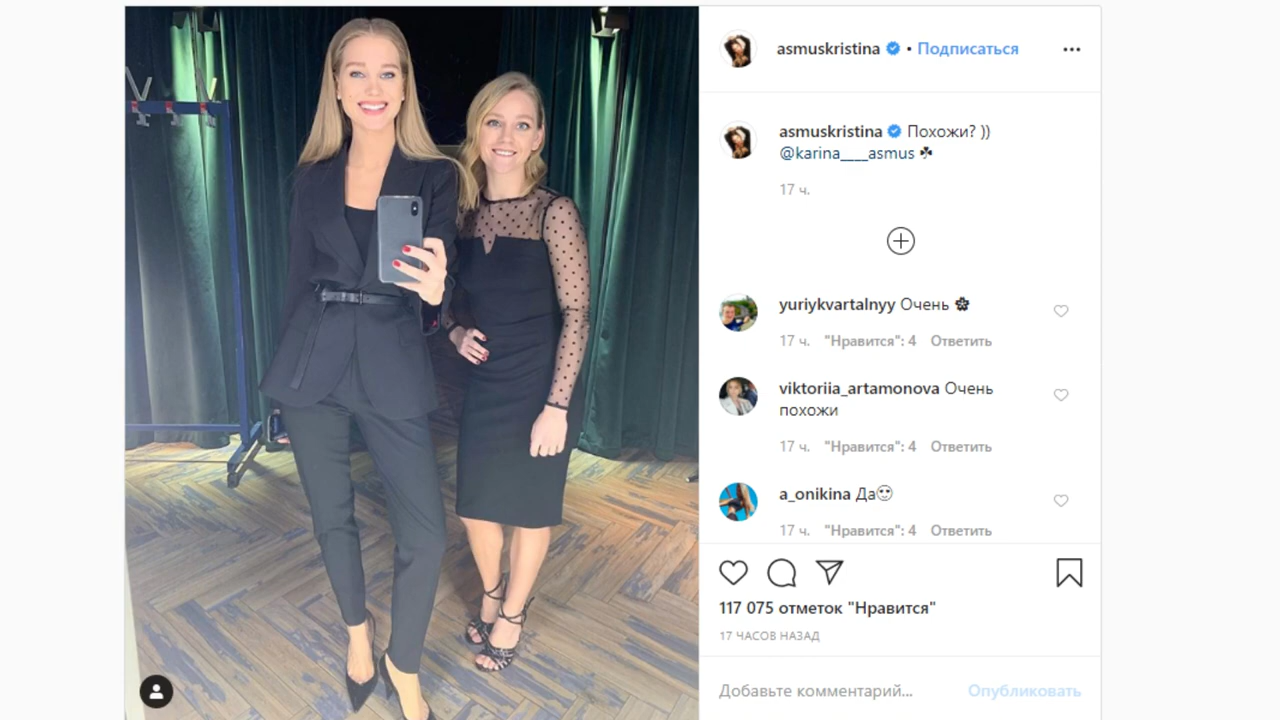 asmuskristina • Подписаться
asmuskristina Похожи? ))
@karina____asmus
17 ч.
yuriykvartalnyy Очень
17 ч. "Нравится": 4 Ответить
viktoriia_artamonova Очень
похожи
17 ч. "Нравится": 4 Ответить
a_onikina Да
17 ч. "Нравится": 4 Ответить
117 075 отметок "Нравится"
17 ЧАСОВ НАЗАД
Добавьте комментарий... Опубликовать